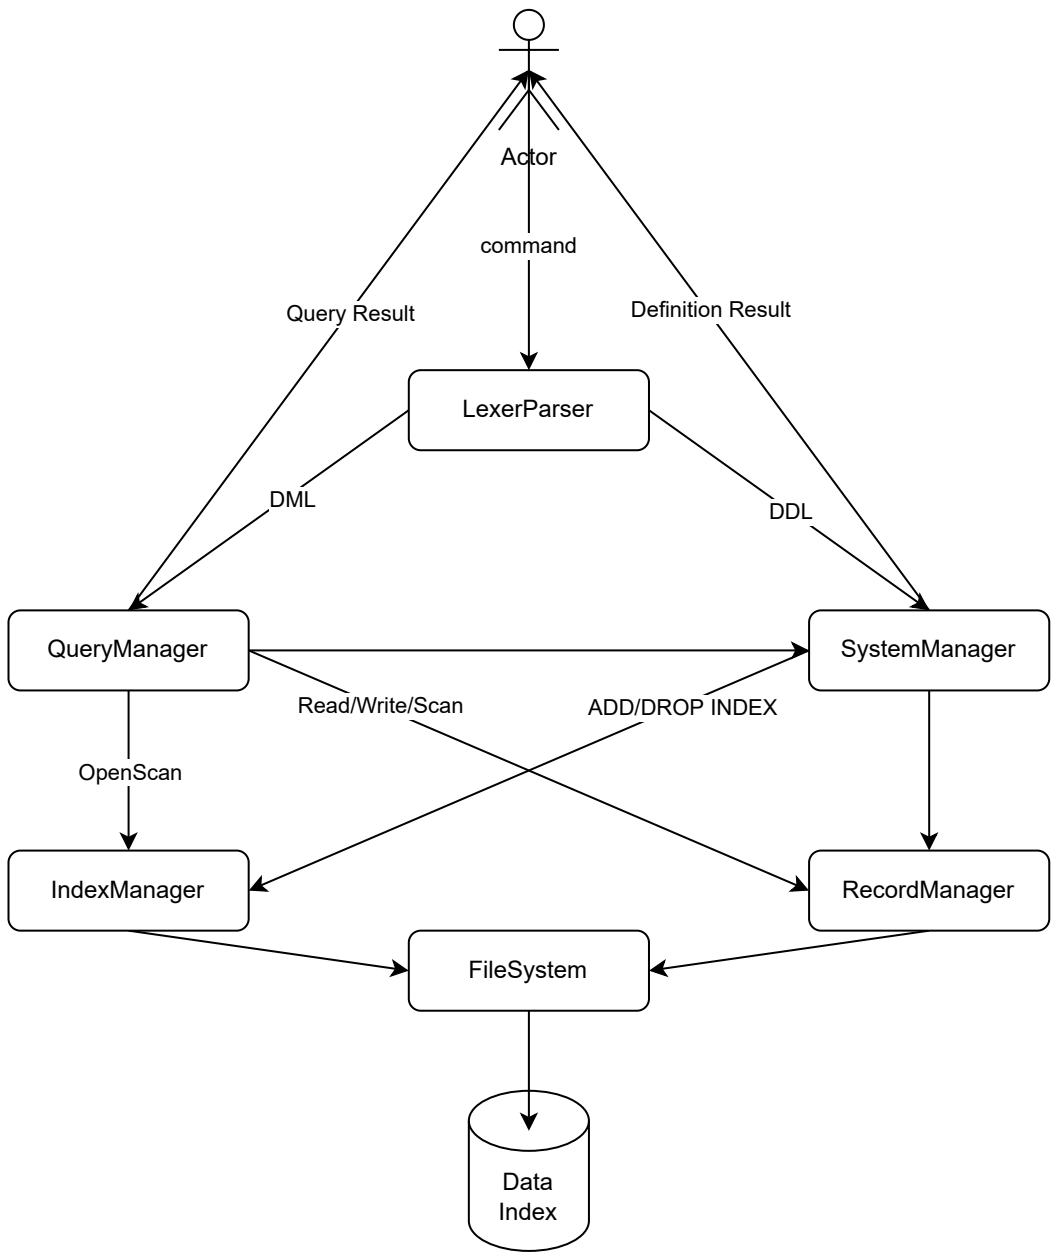 Actor
command
Query Result
Definition Result
LexerParser
DML
DDL
QueryManager
SystemManager
Read/Write/Scan
ADD/DROP INDEX
OpenScan
IndexManager
RecordManager
FileSystem
Data
Index